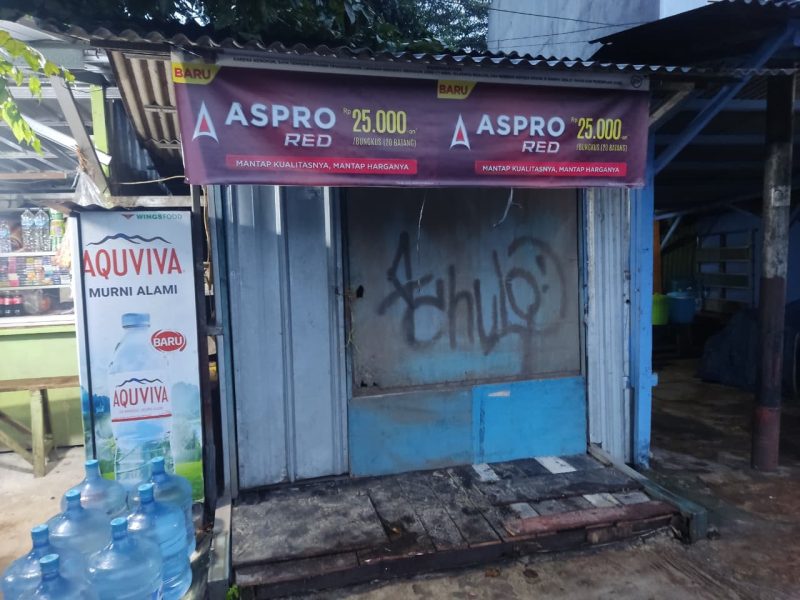 BARU
ASPRO
RED
Rp 25.000
/BUNGKUS (20 BATANG)
MANTAP KUALITASNYA, MANTAP HARGANYA
BARU
ASPRO
RED
Rp 25.000
/BUNGKUS (20 BATANG)
MANTAP KUALITASNYA, MANTAP HARGANYA
WINGSFOOD
AQUVIVA
MURNI ALAMI
BARU
AQUVIVA